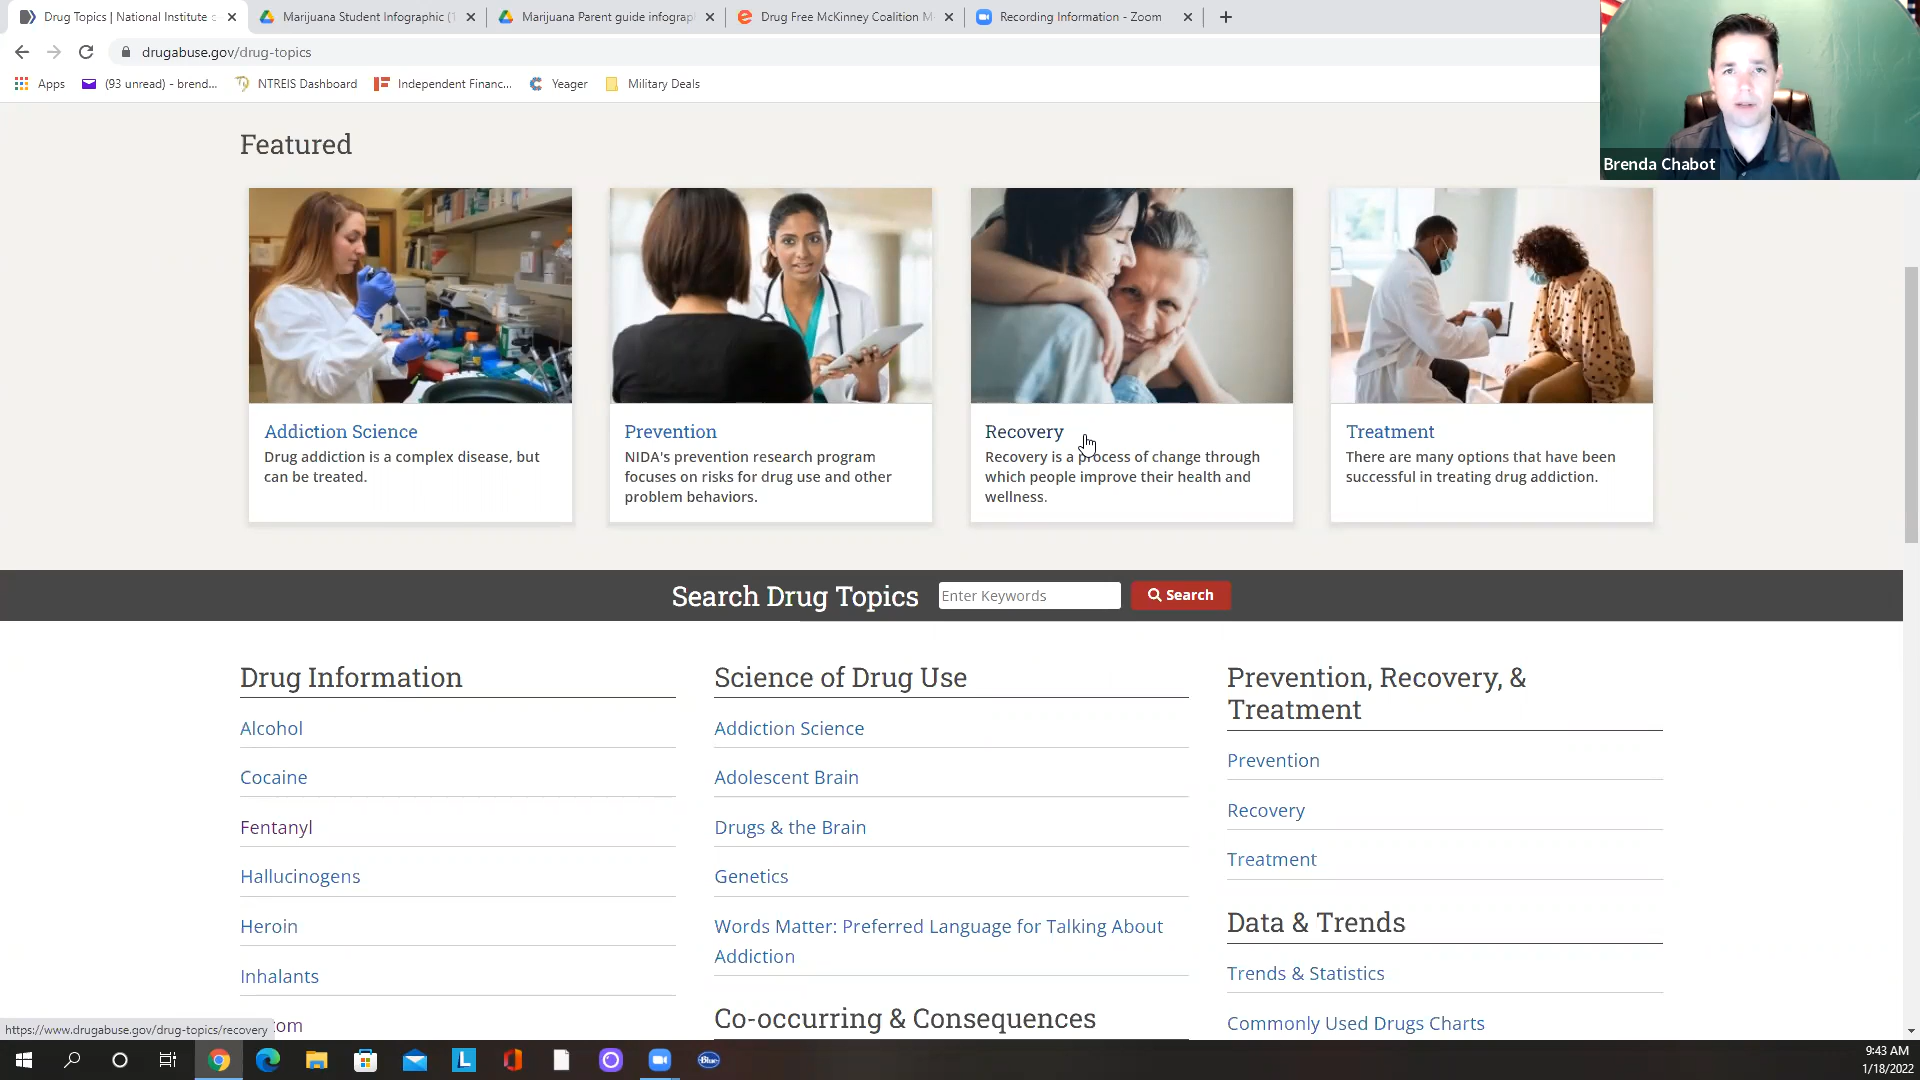 Drug Topics | National Institute o
Marijuana Student Infographic (1
Marijuana Parent guide infograp
Drug Free McKinney Coalition M
Recording Information - Zoom
drugabuse.gov/drug-topics
Apps
(93 unread) - brend...
NTREIS Dashboard
Independent Financ...
Yeager
Military Deals
Brenda Chabot
Featured
Addiction Science
Drug addiction is a complex disease, but
can be treated.
Prevention
NIDA's prevention research program
focuses on risks for drug use and other
problem behaviors.
Recovery
Recovery is a process of change through
which people improve their health and
wellness.
Treatment
There are many options that have been
successful in treating drug addiction.
Search Drug Topics
Enter Keywords
Search
Drug Information
Alcohol
Cocaine
Fentanyl
Hallucinogens
Heroin
Inhalants
Science of Drug Use
Addiction Science
Adolescent Brain
Drugs & the Brain
Genetics
Words Matter: Preferred Language for Talking About
Addiction
Co-occurring & Consequences
Prevention, Recovery, &
Treatment
Prevention
Recovery
Treatment
Data & Trends
Trends & Statistics
Commonly Used Drugs Charts
https://www.drugabuse.gov/drug-topics/recovery
om
L
Blue
9:43 AM
1/18/2022